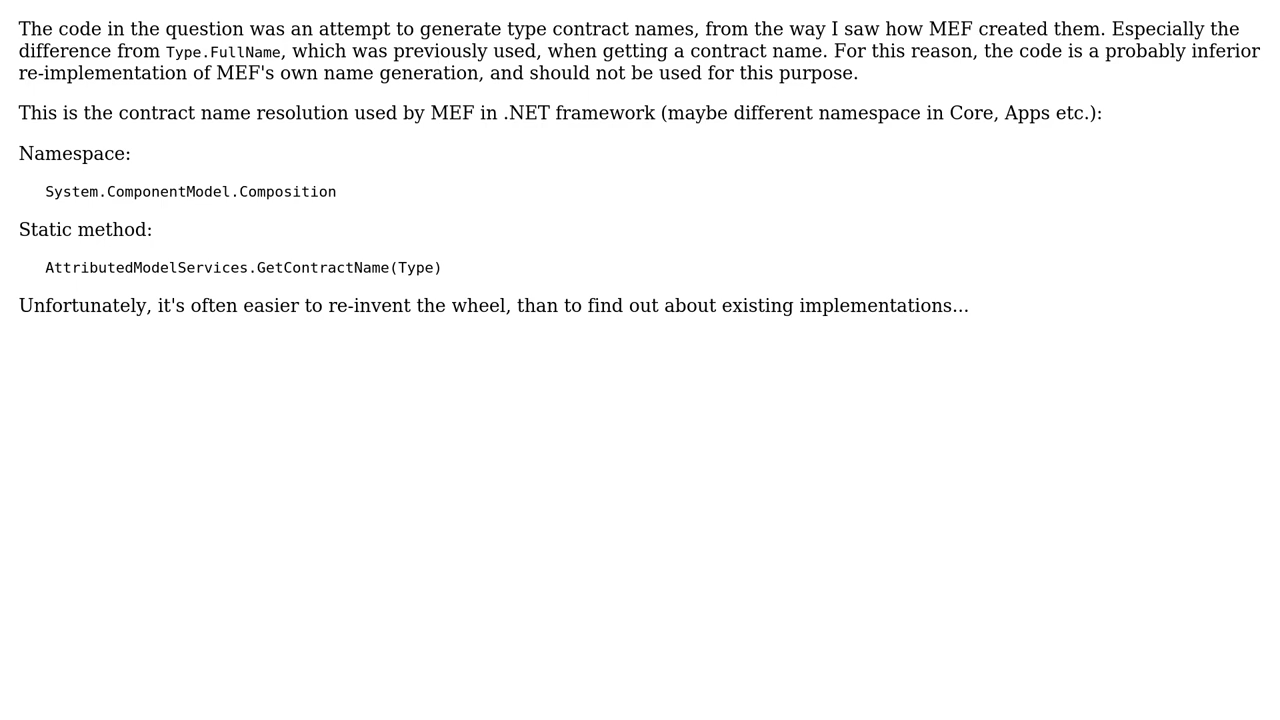 The code in the question was an attempt to generate type contract names, from the way I saw how MEF created them. Especially the
difference from Type.FullName, which was previously used, when getting a contract name. For this reason, the code is a probably inferior
re-implementation of MEF's own name generation, and should not be used for this purpose.
This is the contract name resolution used by MEF in .NET framework (maybe different namespace in Core, Apps etc.):
Namespace:
System.ComponentModel.Composition
Static method:
AttributedModelServices.GetContractName(Type)
Unfortunately, it's often easier to re-invent the wheel, than to find out about existing implementations...